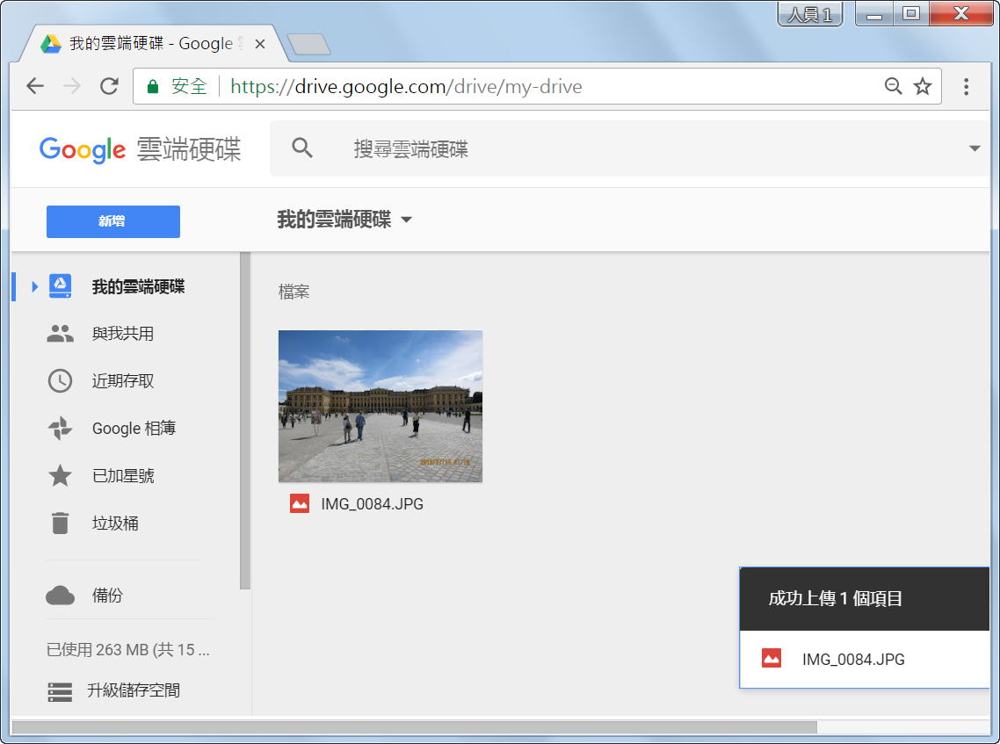 人員 1
我的雲端硬碟 - Google
安全 https://drive.google.com/drive/my-drive
Google 雲端硬碟
搜尋雲端硬碟
新增
我的雲端硬碟
我的雲端硬碟
與我共用
近期存取
Google 相簿
已加星號
垃圾桶
備份
已使用 263 MB (共 15 ...
升級儲存空間
檔案
IMG_0084.JPG
成功上傳 1 個項目
IMG_0084.JPG